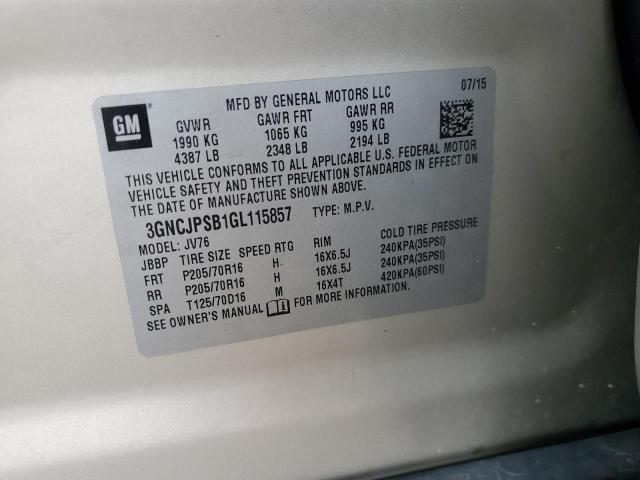 MFD BY GENERAL MOTORS LLC 07/15
GM
GVWR GAWR FRT GAWR RR
1990 KG 1065 KG 995 KG
4387 LB 2348 LB 2194 LB
THIS VEHICLE CONFORMS TO ALL APPLICABLE U.S. FEDERAL MOTOR
VEHICLE SAFETY AND THEFT PREVENTION STANDARDS IN EFFECT ON
THE DATE OF MANUFACTURE SHOWN ABOVE.
3GNCJPSB1GL115857 TYPE: M.P.V.
MODEL: JV76
JBBP TIRE SIZE SPEED RTG RIM COLD TIRE PRESSURE
FRT P205/70R16 H 16X6.5J 240KPA(35PSI)
RR P205/70R16 H 16X6.5J 240KPA(35PSI)
SPA T125/70D16 M 16X4T 420KPA(60PSI)
SEE OWNER'S MANUAL FOR MORE INFORMATION.